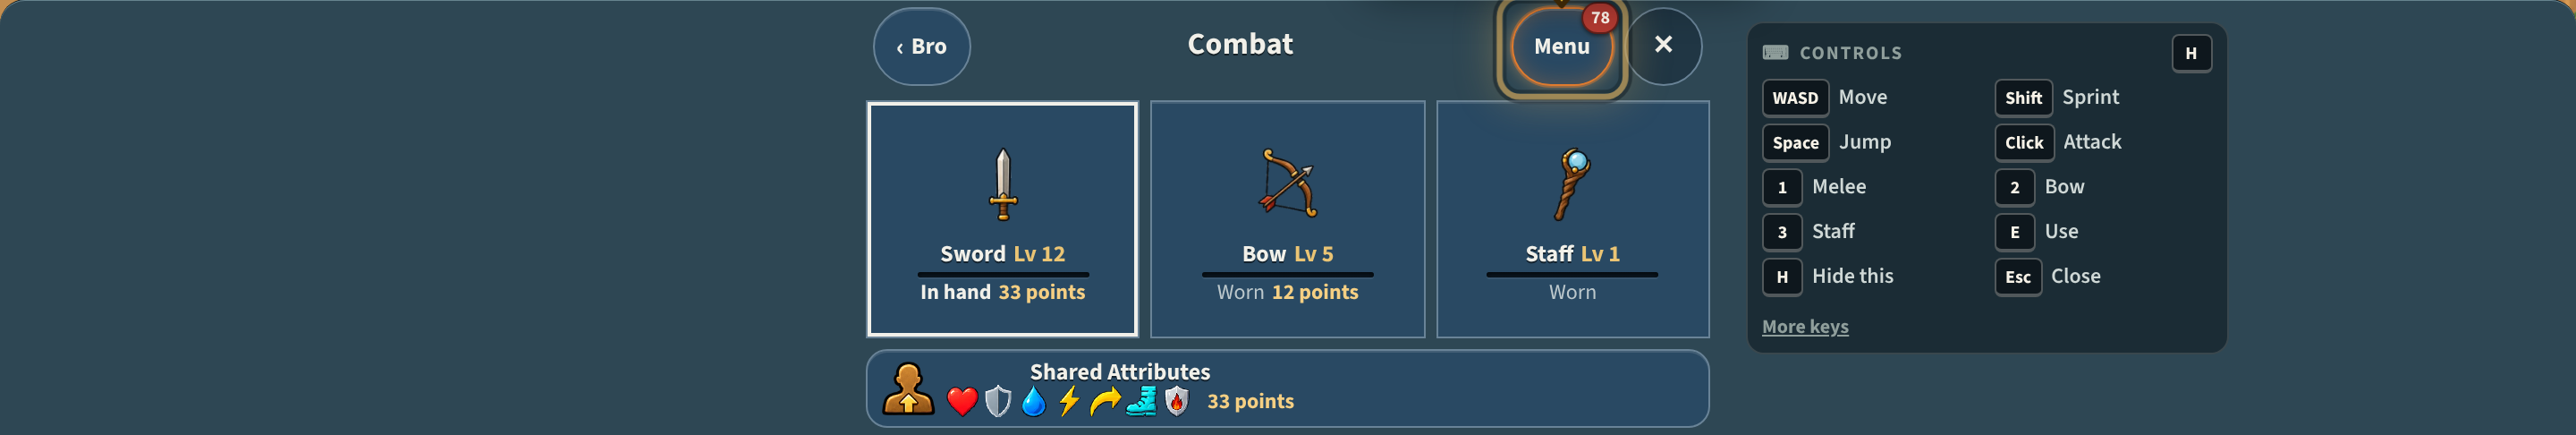 ‹ Bro
Combat
Menu
78
✕
Sword Lv 12
In hand 33 points
Bow Lv 5
Worn 12 points
Staff Lv 1
Worn
Shared Attributes
33 points
CONTROLS
H
WASD Move
Shift Sprint
Space Jump
Click Attack
1 Melee
2 Bow
3 Staff
E Use
H Hide this
Esc Close
More keys